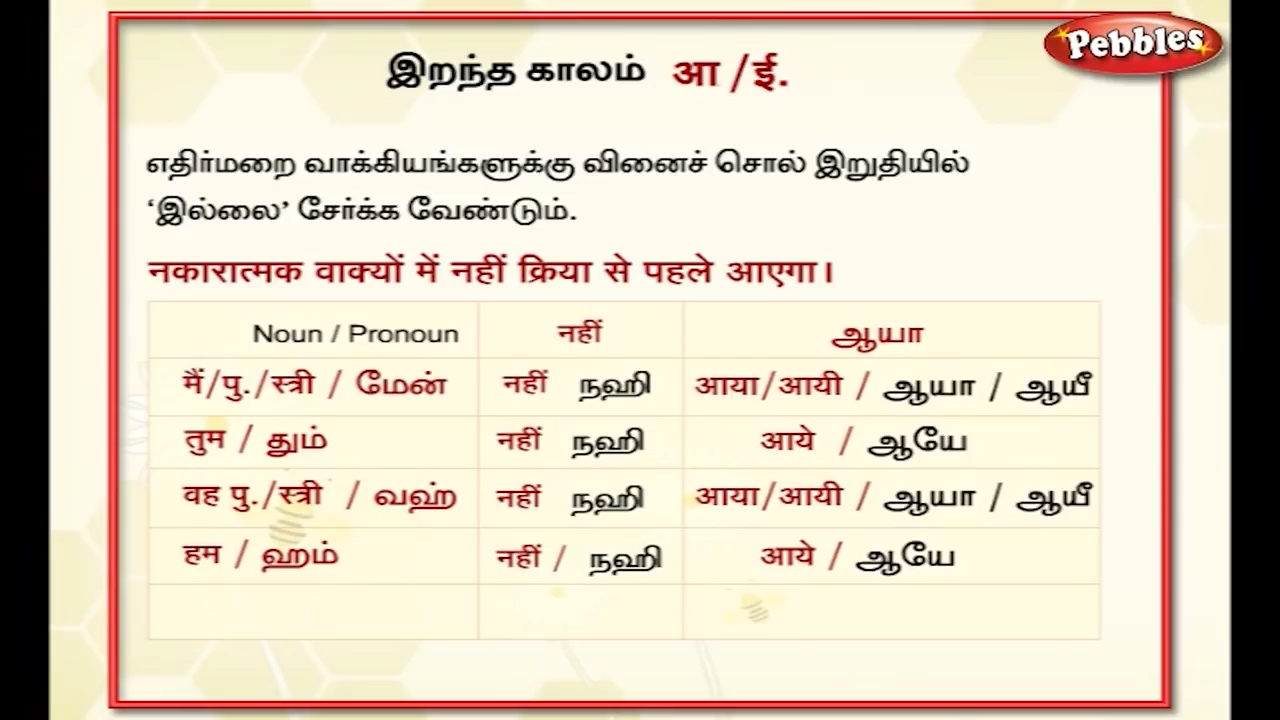 Pebbles
இறந்த காலம் आ /ई.
எதிர்மறை வாக்கியங்களுக்கு வினைச் சொல் இறுதியில்
‘இல்லை’ சேர்க்க வேண்டும்.
नकारात्मक वाक्यों में नहीं क्रिया से पहले आएगा।
Noun / Pronoun नहीं ஆயா
मैं/पु./स्त्री / மேன் नहीं நஹி आया/आयी / ஆயா / ஆயீ
तुम / தும் नहीं நஹி आये / ஆயே
वह पु./स्त्री / வஹ் नहीं நஹி आया/आयी / ஆயா / ஆயீ
हम / ஹம் नहीं / நஹி आये / ஆயே